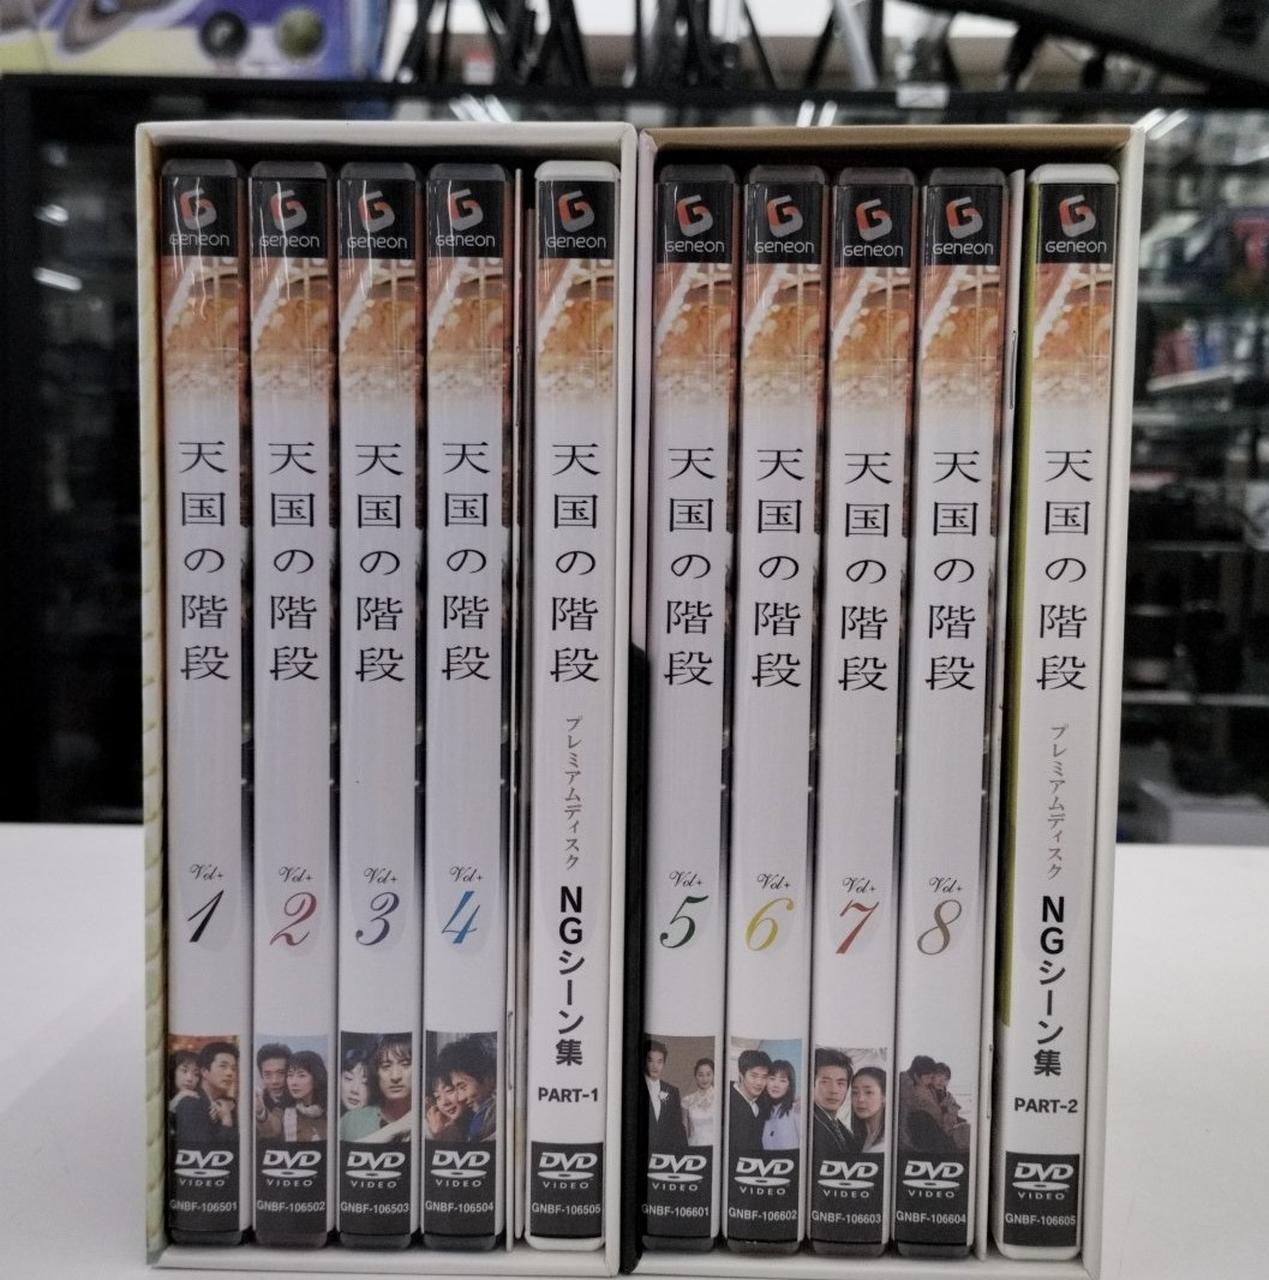 Geneon
天国の階段
Vol+
1
DVD
VIDEO
GNBF-106501
Geneon
天国の階段
Vol+
2
DVD
VIDEO
GNBF-106502
Geneon
天国の階段
Vol+
3
DVD
VIDEO
GNBF-106503
Geneon
天国の階段
Vol+
4
DVD
VIDEO
GNBF-106504
Geneon
天国の階段
プレミアムディスク
NGシーン集
PART-1
DVD
VIDEO
GNBF-106505
Geneon
天国の階段
Vol+
5
DVD
VIDEO
GNBF-106601
Geneon
天国の階段
Vol+
6
DVD
VIDEO
GNBF-106602
Geneon
天国の階段
Vol+
7
DVD
VIDEO
GNBF-106603
Geneon
天国の階段
Vol+
8
DVD
VIDEO
GNBF-106604
Geneon
天国の階段
プレミアムディスク
NGシーン集
PART-2
DVD
VIDEO
GNBF-106605